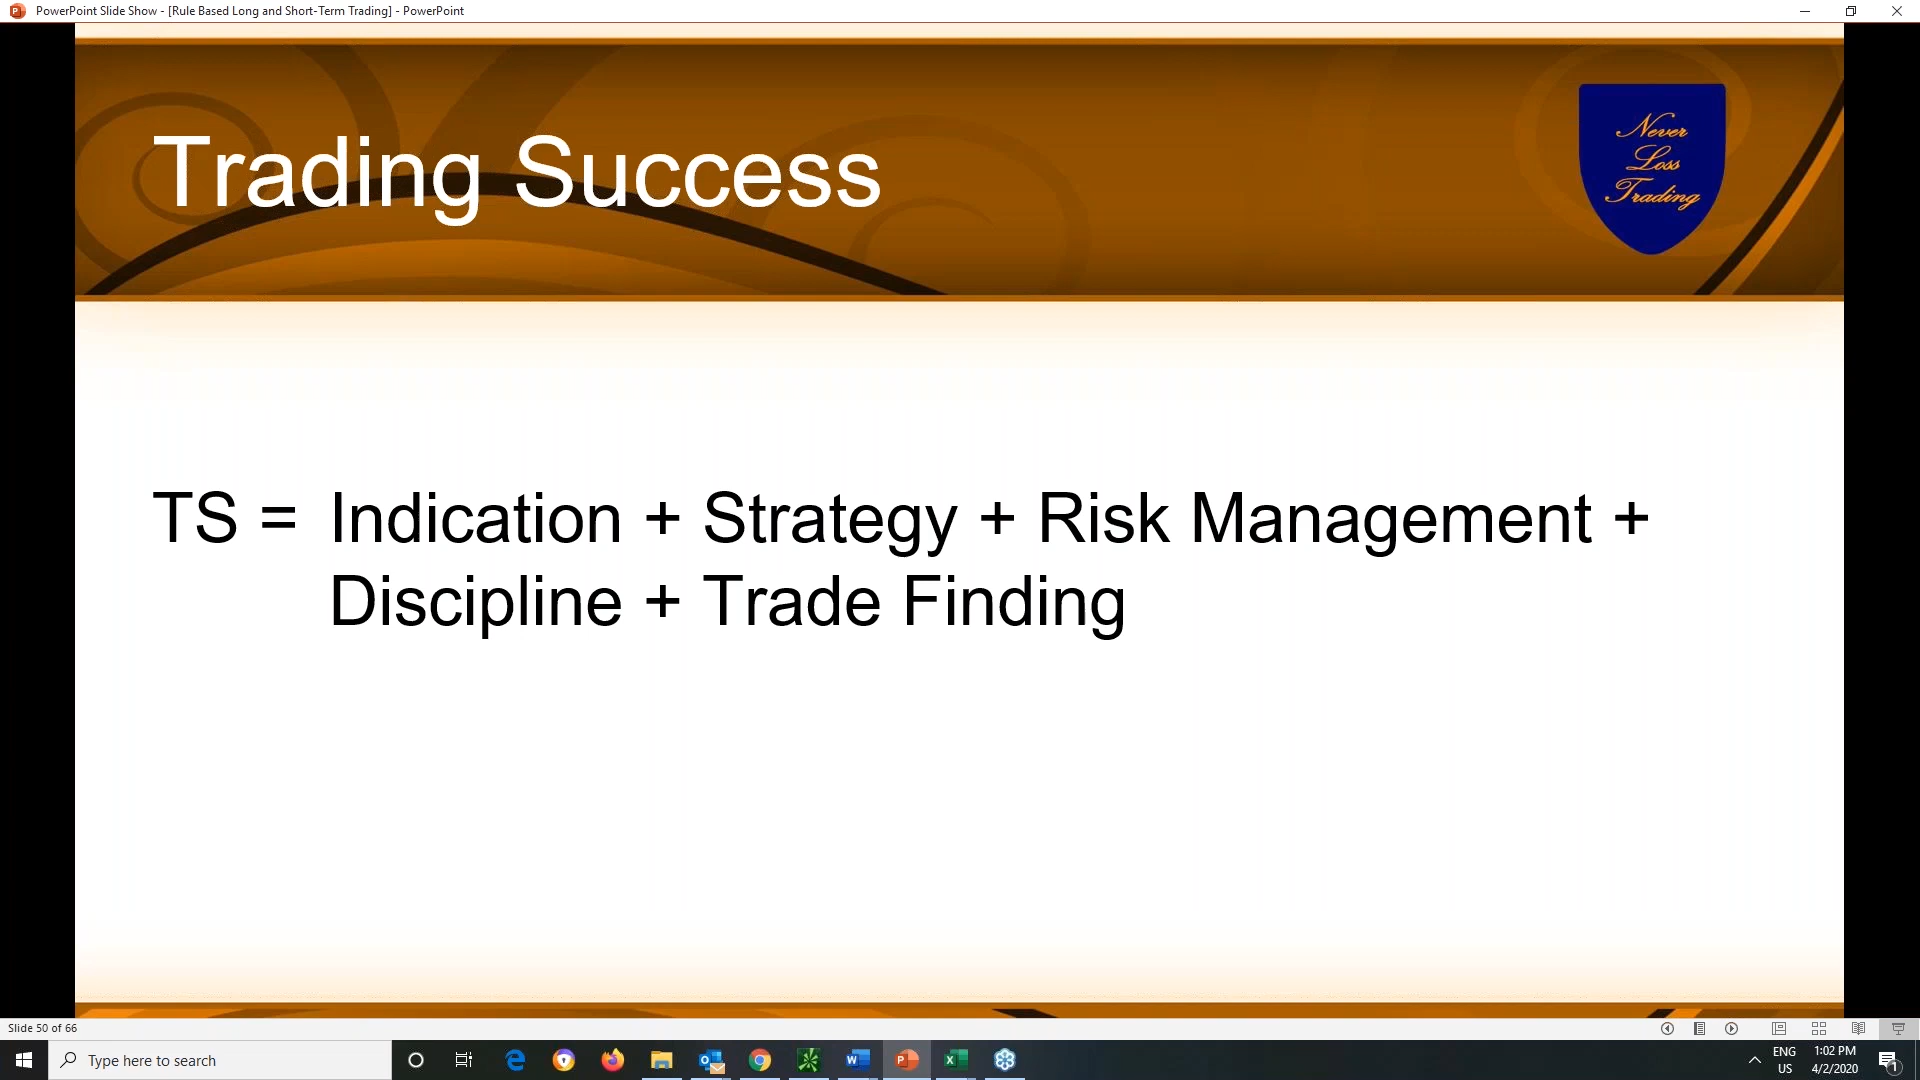 PowerPoint Slide Show - [Rule Based Long and Short-Term Trading] - PowerPoint
Trading Success
Never
Loss
Trading
TS = Indication + Strategy + Risk Management +
Discipline + Trade Finding
Slide 50 of 66
Type here to search
ENG
US
1:02 PM
4/2/2020
1